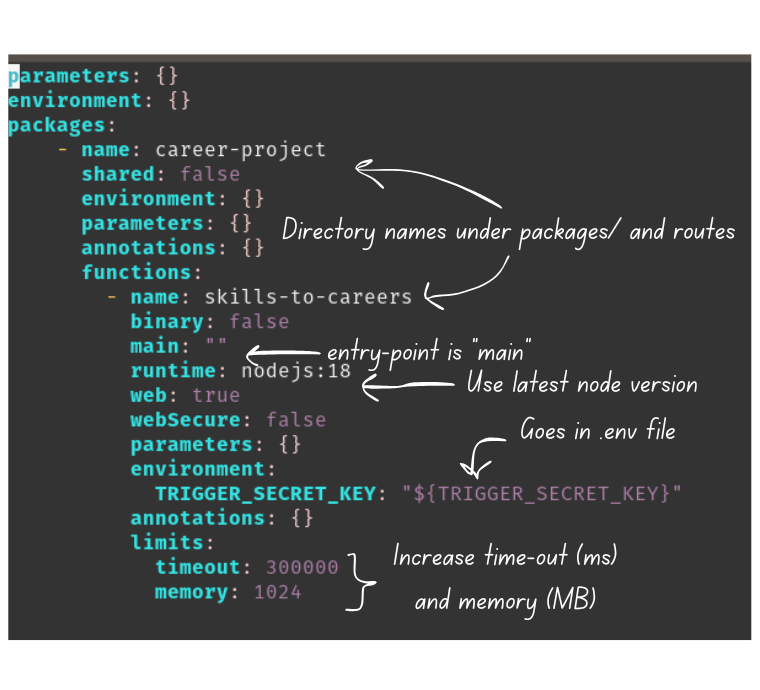 parameters: {}
environment: {}
packages:
- name: career-project
shared: false
environment: {}
parameters: {}
Directory names under packages/ and routes
annotations: {}
functions:
- name: skills-to-careers
binary: false
main: ""
entry-point is "main"
runtime: nodejs:18
Use latest node version
web: true
webSecure: false
Goes in .env file
parameters: {}
environment:
TRIGGER_SECRET_KEY: "${TRIGGER_SECRET_KEY}"
annotations: {}
limits:
timeout: 300000
Increase time-out (ms)
memory: 1024
and memory (MB)